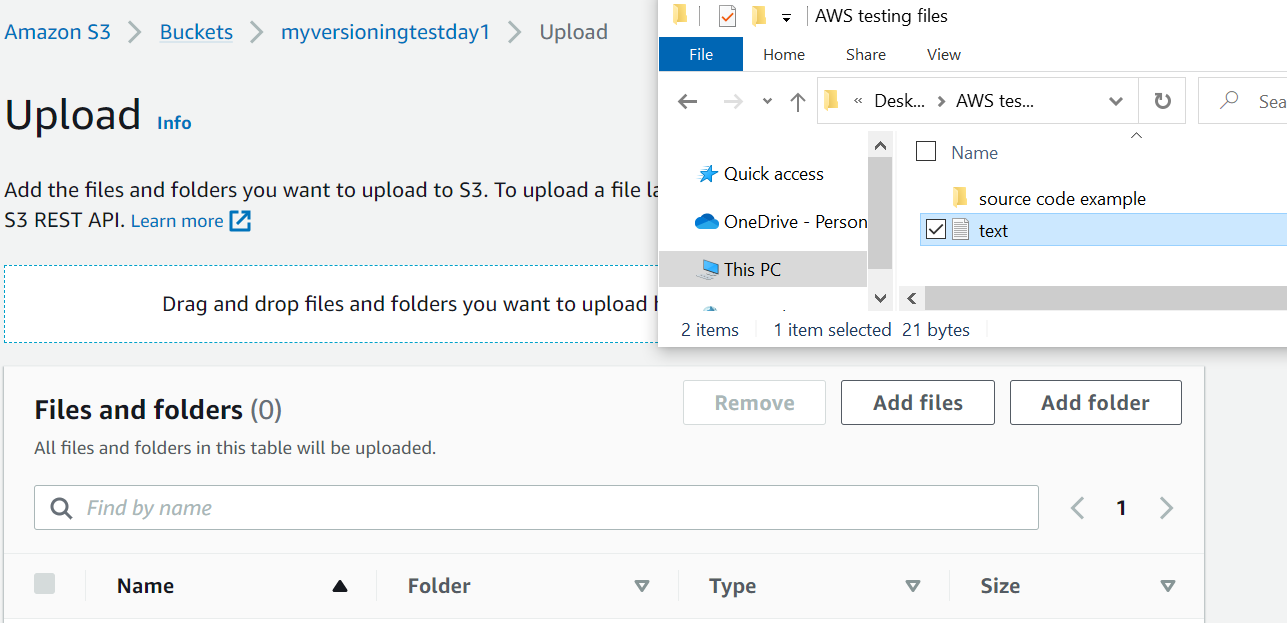 Amazon S3 > Buckets > myversioningtestday1 > Upload
Upload Info
Add the files and folders you want to upload to S3. To upload a file
S3 REST API. Learn more
Drag and drop files and folders you want to upload
Files and folders (0)
All files and folders in this table will be uploaded.
Remove
Add files
Add folder
Find by name
1
Name
Folder
Type
Size
AWS testing files
File
Home
Share
View
« Desk... > AWS tes...
Sea
Quick access
OneDrive - Person
This PC
Name
source code example
text
2 items
1 item selected 21 bytes